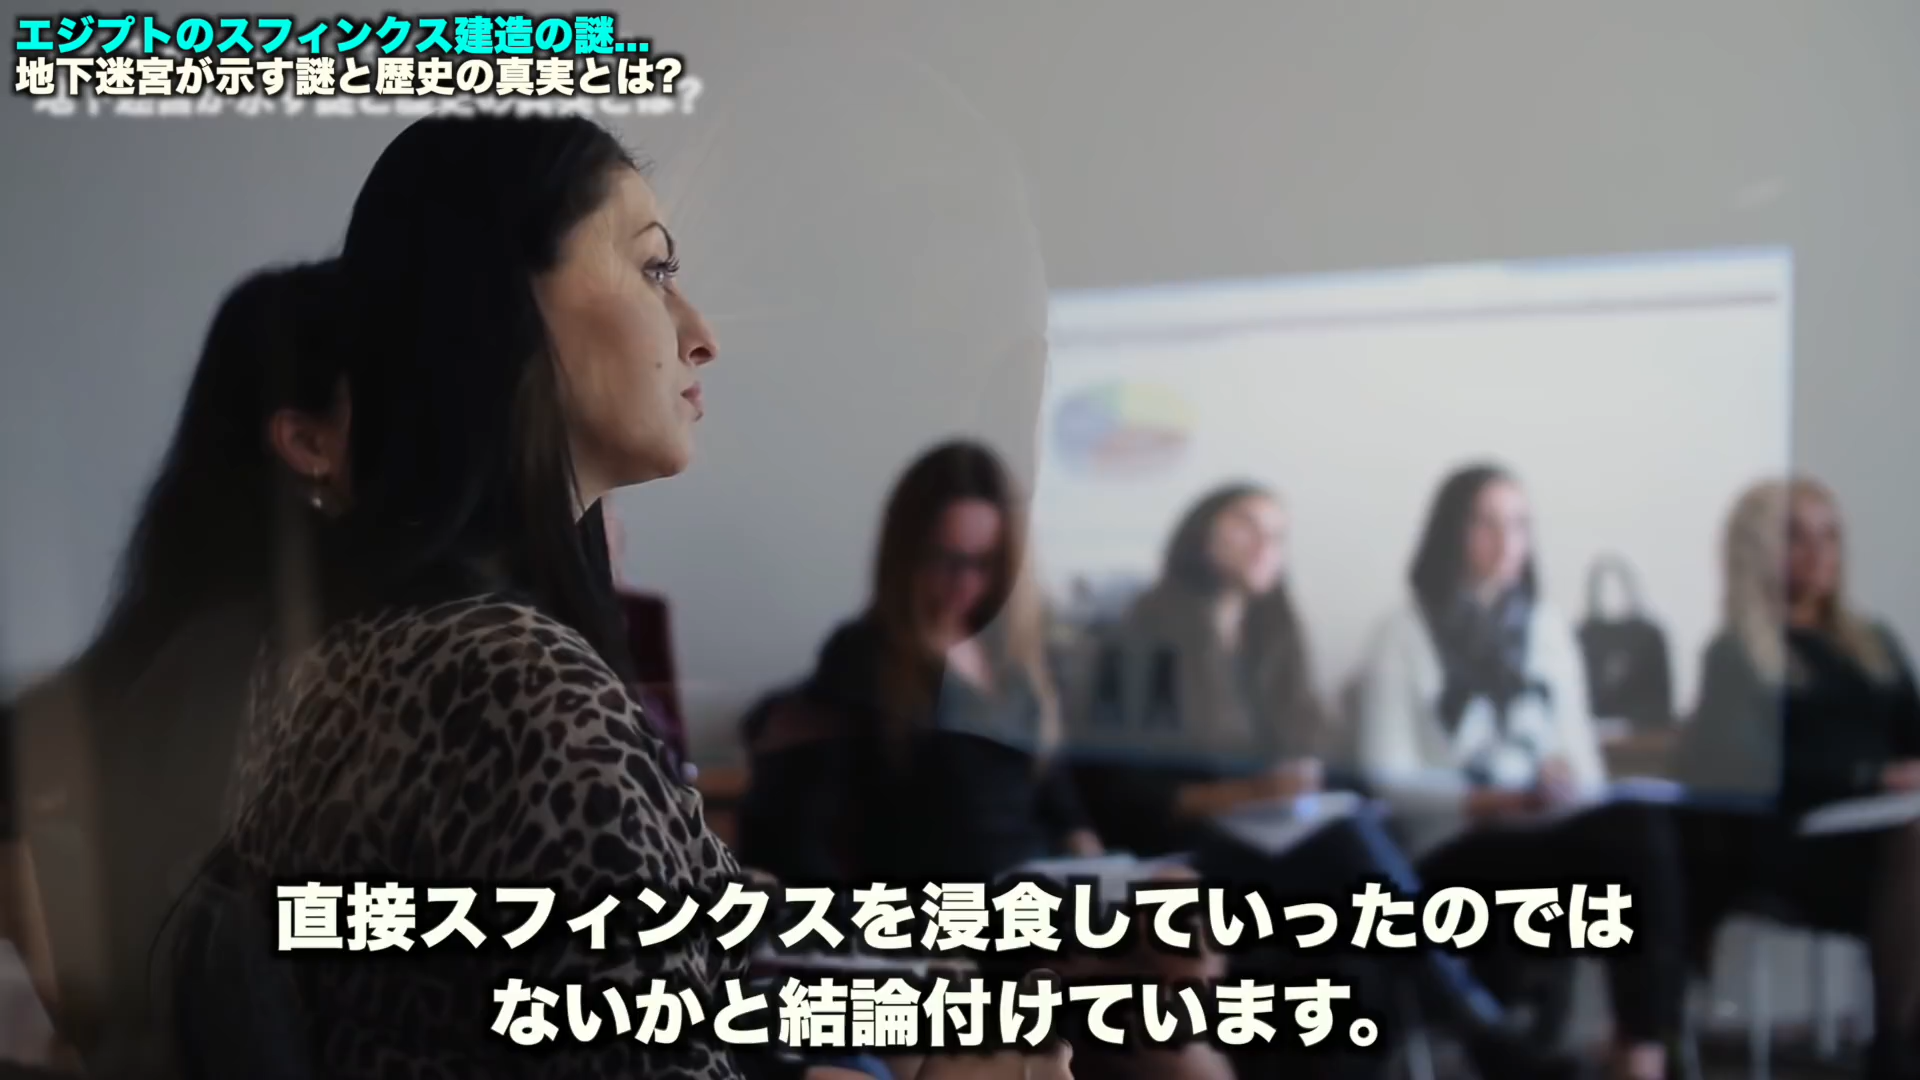 エジプトのスフィンクス建造の謎...
地下迷宮が示す謎と歴史の真実とは?
直接スフィンクスを浸食していったのでは
ないかと結論付けています。